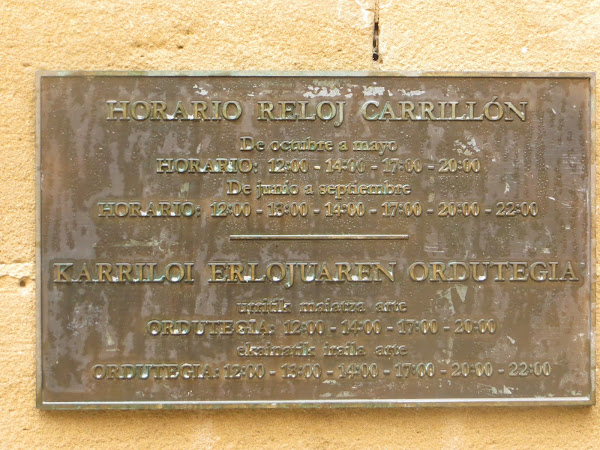 HORARIO RELOJ CARRILLÓN
De octubre a mayo
HORARIO: 12:00 - 14:00 - 17:00 - 20:00
De junio a septiembre
HORARIO: 12:00 - 13:00 - 14:00 - 17:00 - 20:00 - 22:00
KARRILOI ERLOJUAREN ORDUTEGIA
urritik maiatza arte
ORDUTEGIA: 12:00 - 14:00 - 17:00 - 20:00
ekainatik iraila arte
ORDUTEGIA: 12:00 - 13:00 - 14:00 - 17:00 - 20:00 - 22:00